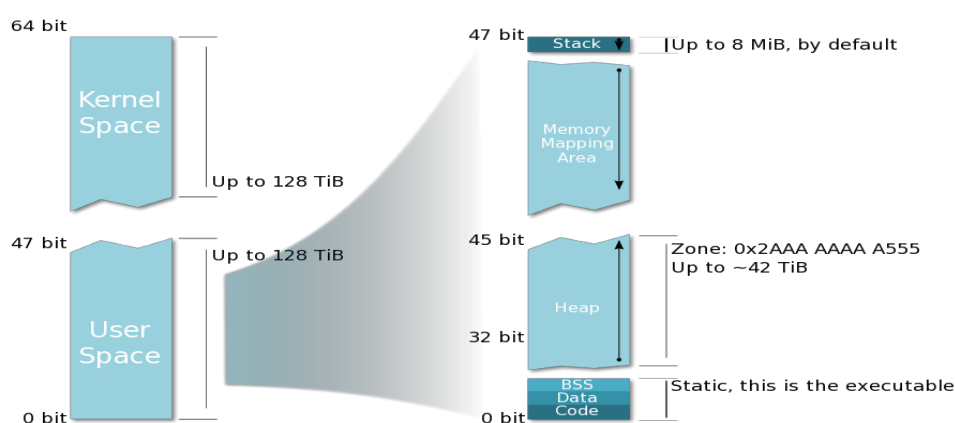 64 bit
Kernel
Space
Up to 128 TiB
47 bit
Up to 128 TiB
User
Space
0 bit
47 bit
Stack
Up to 8 MiB, by default
Memory
Mapping
Area
45 bit
Zone: 0x2AAA AAAA A555
Up to ~42 TiB
Heap
32 bit
BSS
Static, this is the executable
Data
Code
0 bit